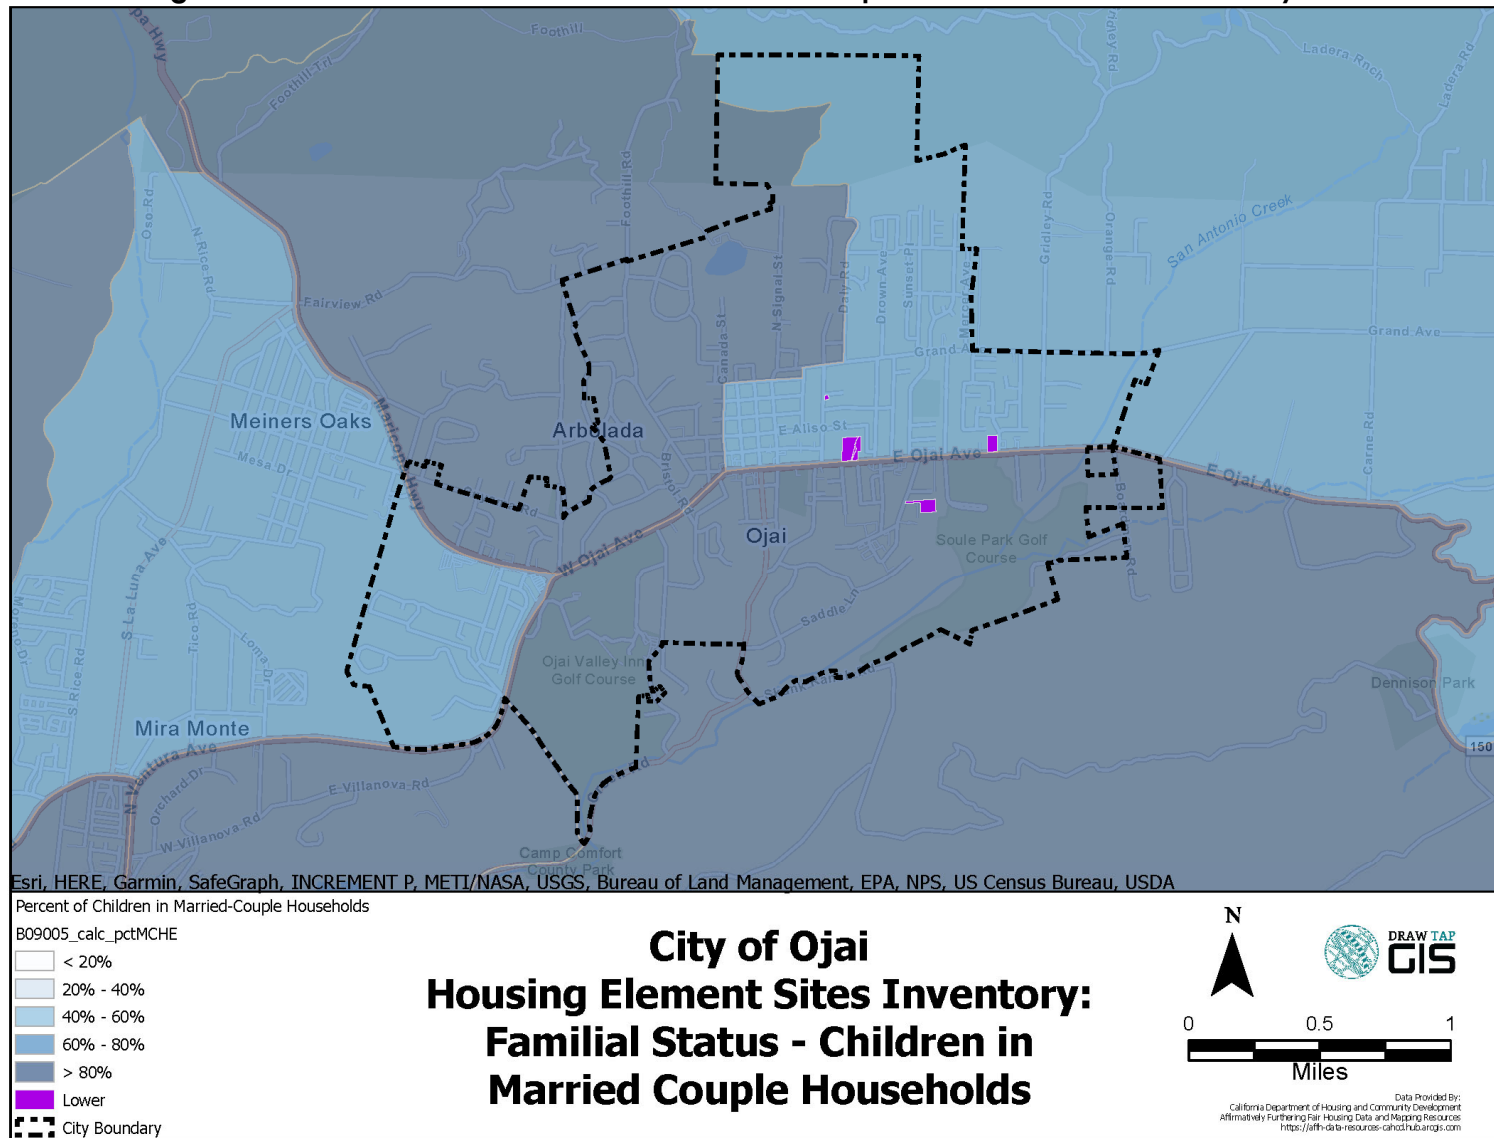 Foothill
Ladera Rnch
Ladera Rd
Foothill Trl
Foothill Rd
Oso Rd
N Rice Rd
San Antonio Creek
Gridley Rd
Orange Rd
N Signal St
Daly Rd
Drown Ave
Sunset Pl
Mercer Ave
Fairview Rd
Canada St
Grand Ave
Meiners Oaks
Maricopa Hwy
Arbolada
E Aliso St
E Ojai Ave
E Ojai Ave
Carne Rd
Mesa Dr
Bristol Rd
W Ojai Ave
Ojai
Soule Park Golf
Course
S La Luna Ave
Tico Rd
Loma Dr
S Rice Rd
Saddle Ln
Ojai Valley Inn
Golf Course
Dennison Park
Mira Monte
N Ventura Ave
Orchard Dr
E Villanova Rd
W Villanova Rd
150
Camp Comfort
County Park
Esri, HERE, Garmin, SafeGraph, INCREMENT P, METI/NASA, USGS, Bureau of Land Management, EPA, NPS, US Census Bureau, USDA
Percent of Children in Married-Couple Households
B09005_calc_pctMCHE
< 20%
20% - 40%
40% - 60%
60% - 80%
> 80%
Lower
City Boundary
City of Ojai
Housing Element Sites Inventory:
Familial Status - Children in
Married Couple Households
N
DRAW TAP
GIS
0 0.5 1
Miles
Data Provided By:
California Department of Housing and Community Development
Affirmatively Furthering Fair Housing Data and Mapping Resources
https://affh-data-resources-cahcd.hub.arcgis.com